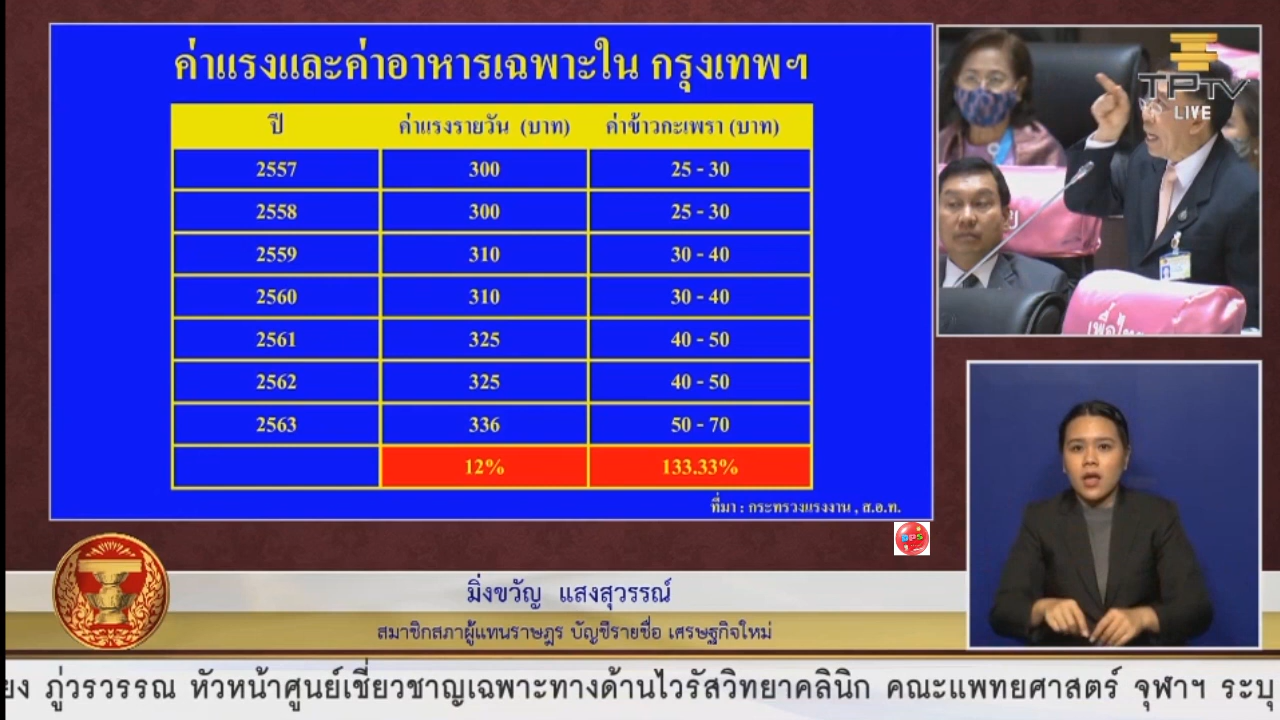 ค่าแรงและค่าอาหารเฉพาะใน กรุงเทพฯ
ปี ค่าแรงรายวัน (บาท) ค่าข้าวกะเพรา (บาท)
2557 300 25 - 30
2558 300 25 - 30
2559 310 30 - 40
2560 310 30 - 40
2561 325 40 - 50
2562 325 40 - 50
2563 336 50 - 70
12% 133.33%
ที่มา : กระทรวงแรงงาน , ส.อ.ท.
TPTV
LIVE
เพื่อไทย
DPS
มิ่งขวัญ แสงสุวรรณ์
สมาชิกสภาผู้แทนราษฎร บัญชีรายชื่อ เศรษฐกิจใหม่
ยง ภู่วรวรรณ หัวหน้าศูนย์เชี่ยวชาญเฉพาะทางด้านไวรัสวิทยาคลินิก คณะแพทยศาสตร์ จุฬาฯ ระบุ